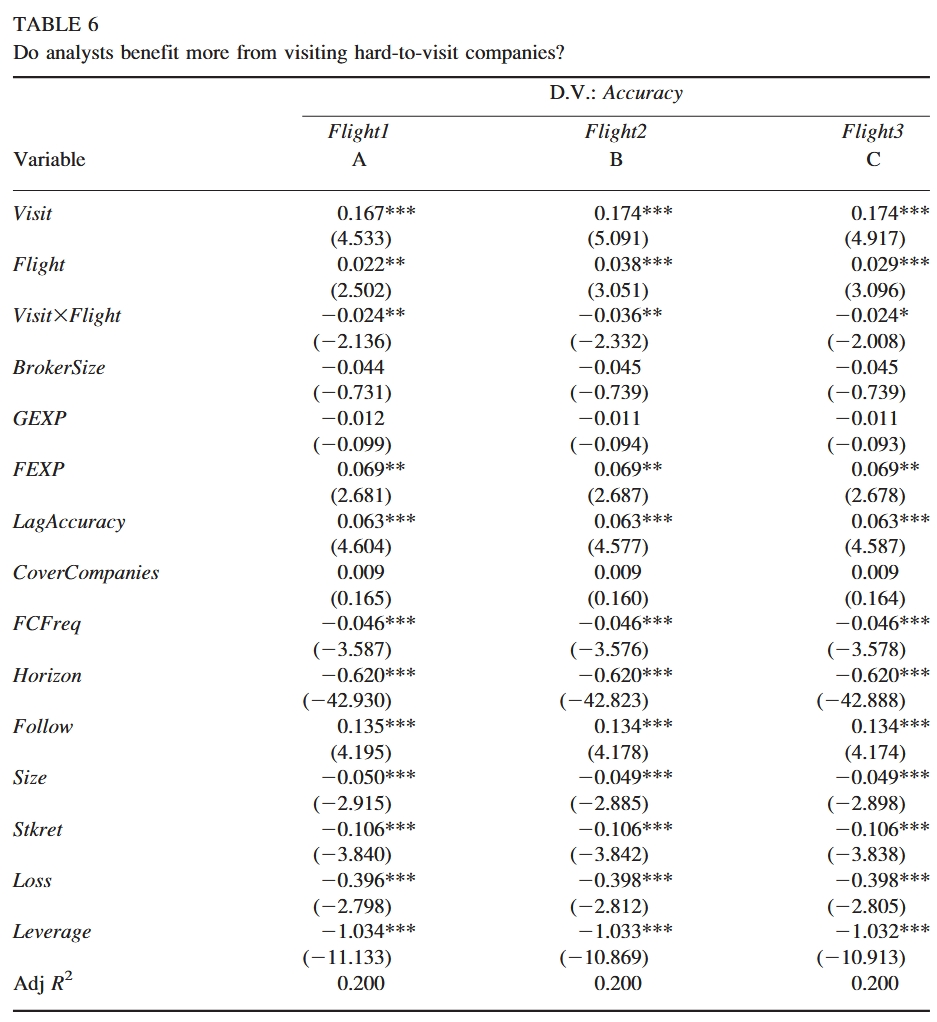 TABLE 6
Do analysts benefit more from visiting hard-to-visit companies?
D.V.: Accuracy
Flight1 Flight2 Flight3
Variable A B C
Visit 0.167*** 0.174*** 0.174***
(4.533) (5.091) (4.917)
Flight 0.022** 0.038*** 0.029***
(2.502) (3.051) (3.096)
Visit×Flight −0.024** −0.036** −0.024*
(−2.136) (−2.332) (−2.008)
BrokerSize −0.044 −0.045 −0.045
(−0.731) (−0.739) (−0.739)
GEXP −0.012 −0.011 −0.011
(−0.099) (−0.094) (−0.093)
FEXP 0.069** 0.069** 0.069**
(2.681) (2.687) (2.678)
LagAccuracy 0.063*** 0.063*** 0.063***
(4.604) (4.577) (4.587)
CoverCompanies 0.009 0.009 0.009
(0.165) (0.160) (0.164)
FCFreq −0.046*** −0.046*** −0.046***
(−3.587) (−3.576) (−3.578)
Horizon −0.620*** −0.620*** −0.620***
(−42.930) (−42.823) (−42.888)
Follow 0.135*** 0.134*** 0.134***
(4.195) (4.178) (4.174)
Size −0.050*** −0.049*** −0.049***
(−2.915) (−2.885) (−2.898)
Stkret −0.106*** −0.106*** −0.106***
(−3.840) (−3.842) (−3.838)
Loss −0.396*** −0.398*** −0.398***
(−2.798) (−2.812) (−2.805)
Leverage −1.034*** −1.033*** −1.032***
(−11.133) (−10.869) (−10.913)
Adj R² 0.200 0.200 0.200